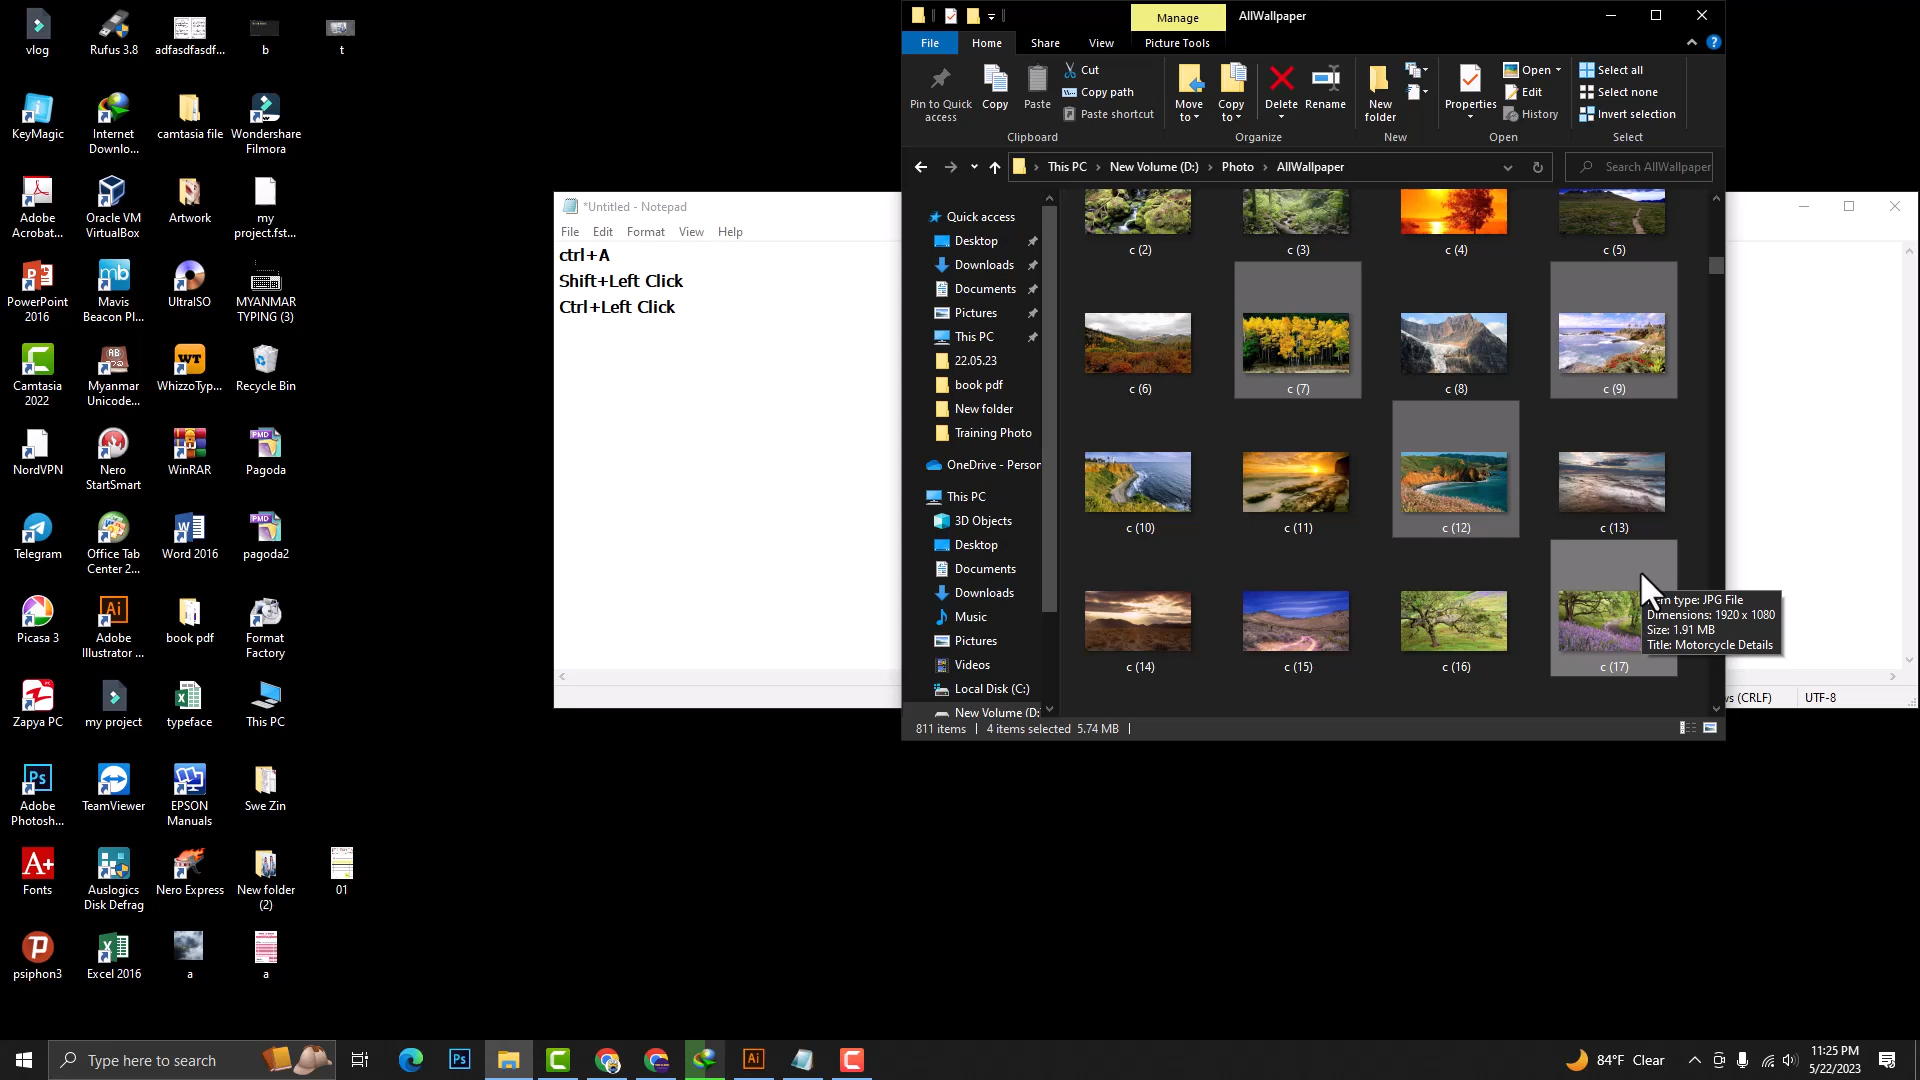 vlog
Rufus 3.8
adfasdfasdf...
b
t
KeyMagic
Internet
Downlo...
camtasia file
Wondershare
Filmora
Adobe
Acrobat...
Oracle VM
VirtualBox
Artwork
my
project.fst...
PowerPoint
2016
Mavis
Beacon Pl...
UltraISO
MYANMAR
TYPING (3)
Camtasia
2022
Myanmar
Unicode...
WhizzoTyp...
Recycle Bin
NordVPN
Nero
StartSmart
WinRAR
Pagoda
Telegram
Office Tab
Center 2...
Word 2016
pagoda2
Picasa 3
Adobe
Illustrator ...
book pdf
Format
Factory
Zapya PC
my project
typeface
This PC
Adobe
Photosh...
TeamViewer
EPSON
Manuals
Swe Zin
Fonts
Auslogics
Disk Defrag
Nero Express
New folder
(2)
01
psiphon3
Excel 2016
a
a
*Untitled - Notepad
File Edit Format View Help
ctrl+A
Shift+Left Click
Ctrl+Left Click
(CRLF)
UTF-8
Manage
AllWallpaper
File Home Share View Picture Tools
Pin to Quick
access
Copy
Paste
Cut
Copy path
Paste shortcut
Clipboard
Move
to
Copy
to
Delete
Rename
Organize
New
folder
New
Properties
Open
Edit
History
Open
Select all
Select none
Invert selection
Select
This PC > New Volume (D:) > Photo > AllWallpaper
Search AllWallpaper
Quick access
Desktop
Downloads
Documents
Pictures
This PC
22.05.23
book pdf
New folder
Training Photo
OneDrive - Person
This PC
3D Objects
Desktop
Documents
Downloads
Music
Pictures
Videos
Local Disk (C:)
New Volume (D:
c (2)
c (3)
c (4)
c (5)
c (6)
c (7)
c (8)
c (9)
c (10)
c (11)
c (12)
c (13)
c (14)
c (15)
c (16)
c (17)
type: JPG File
Dimensions: 1920 x 1080
Size: 1.91 MB
Title: Motorcycle Details
811 items
4 items selected 5.74 MB
Type here to search
84°F Clear
11:25 PM
5/22/2023